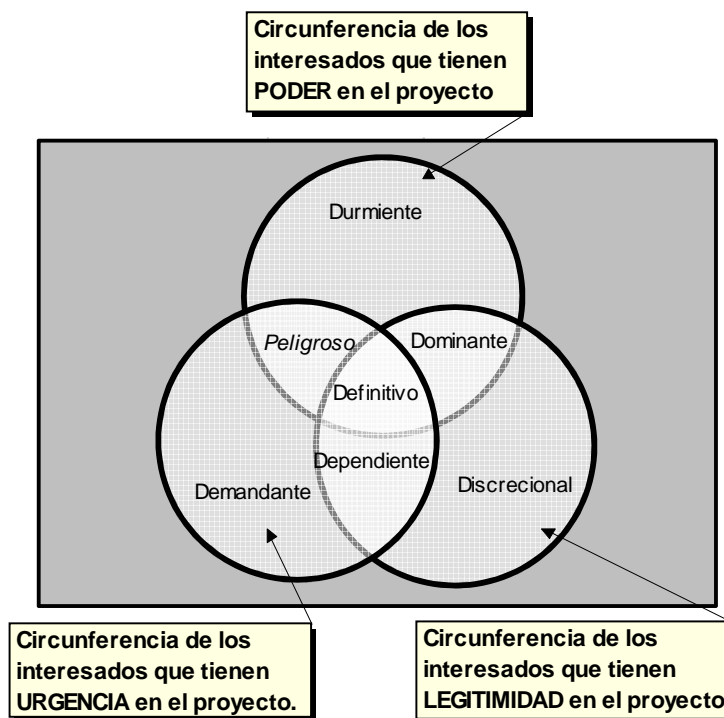 Circunferencia de los
interesados que tienen
PODER en el proyecto
Durmiente
Peligroso
Dominante
Definitivo
Dependiente
Demandante
Discrecional
Circunferencia de los
interesados que tienen
URGENCIA en el proyecto.
Circunferencia de los
interesados que tienen
LEGITIMIDAD en el proyecto